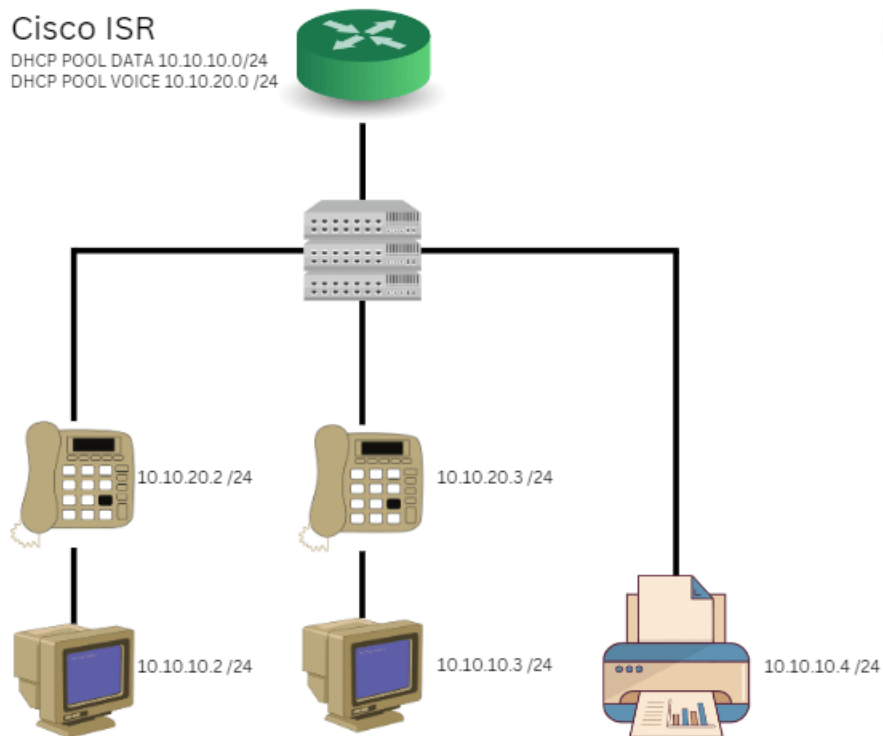 Cisco ISR
DHCP POOL DATA 10.10.10.0/24
DHCP POOL VOICE 10.10.20.0 /24
10.10.20.2 /24
10.10.20.3 /24
10.10.10.2 /24
10.10.10.3 /24
10.10.10.4 /24